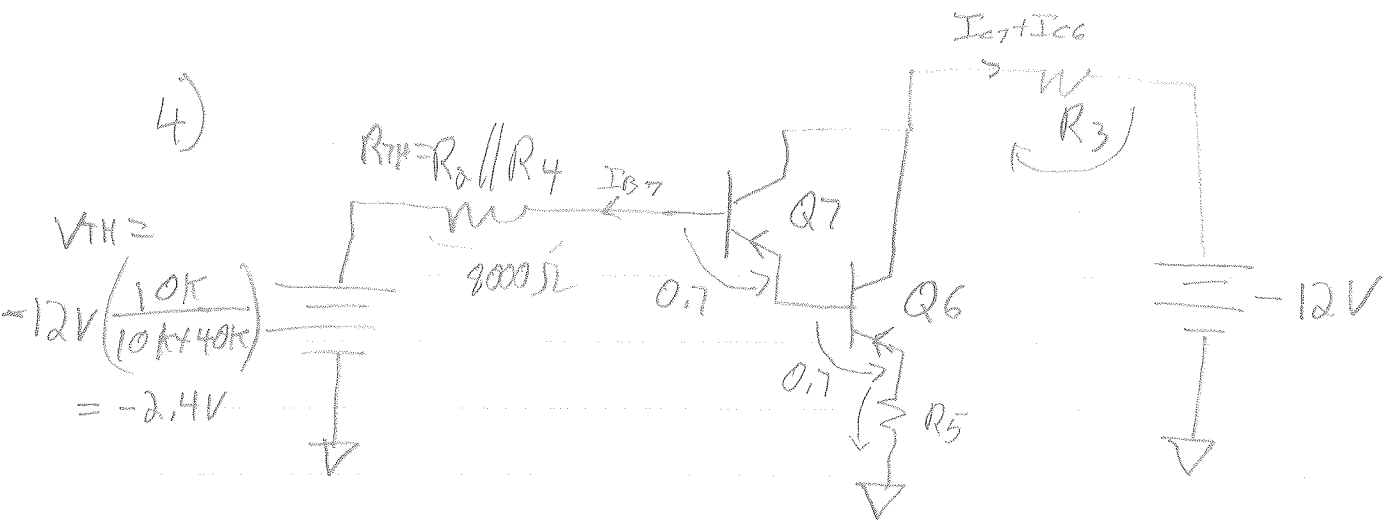 4)
IC7+IC6
R3
RTH=R2//R4
IB7
8000Ω
VTH=
-12V(10K/10K+40K)
= -2.4V
Q7
0.7
Q6
0.7
R5
-12V